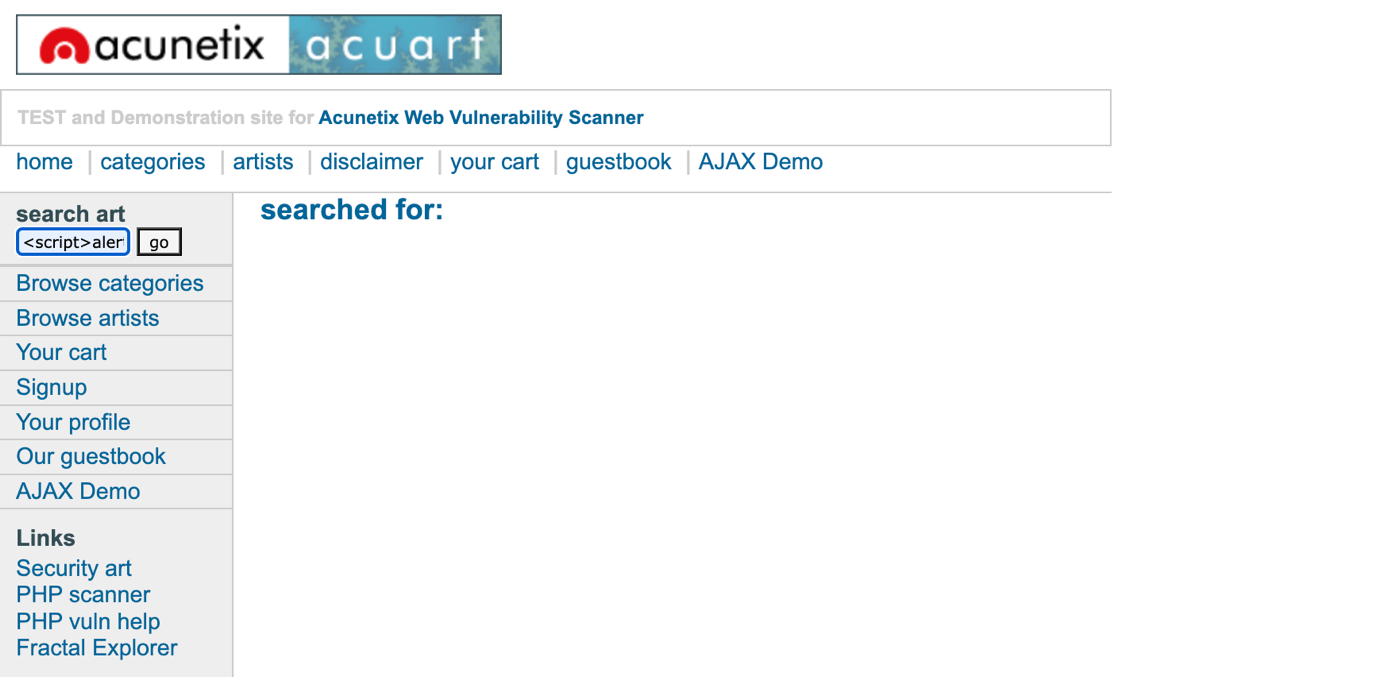 acunetix acuart
TEST and Demonstration site for Acunetix Web Vulnerability Scanner
home | categories | artists | disclaimer | your cart | guestbook | AJAX Demo
search art
<script>aler
go
searched for:
Browse categories
Browse artists
Your cart
Signup
Your profile
Our guestbook
AJAX Demo
Links
Security art
PHP scanner
PHP vuln help
Fractal Explorer